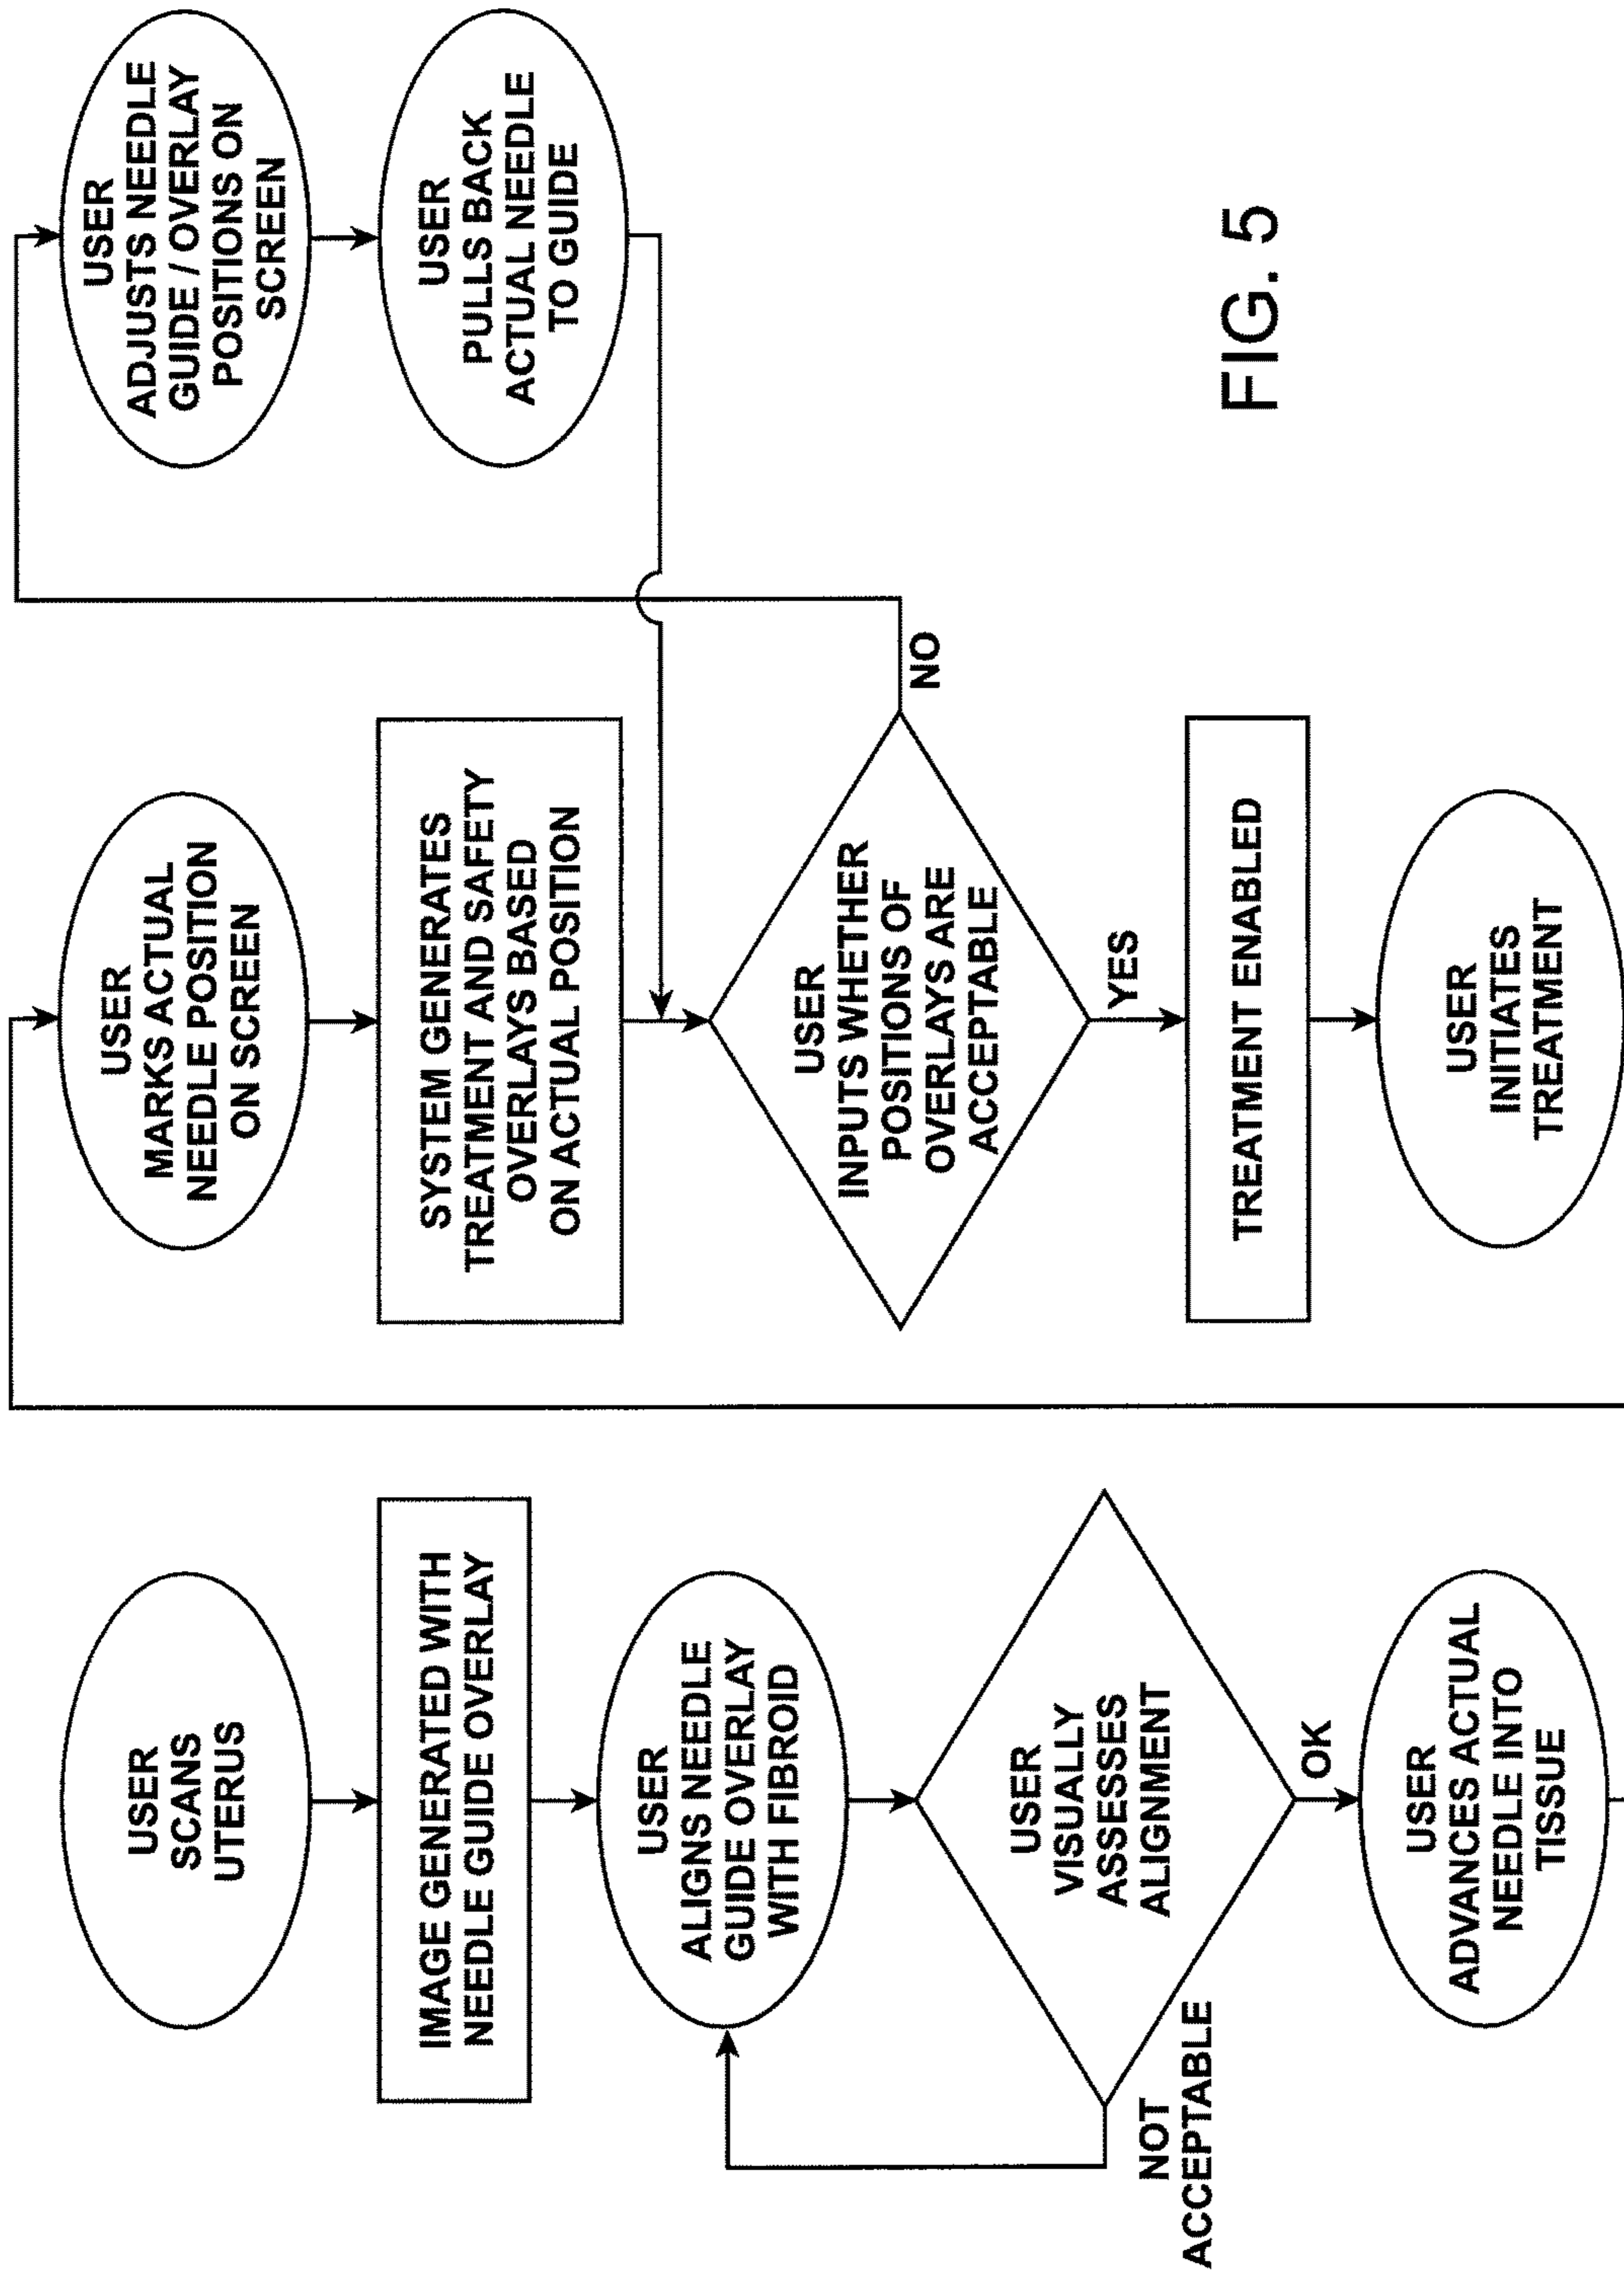 USER
SCANS
UTERUS
IMAGE GENERATED WITH
NEEDLE GUIDE OVERLAY
USER
ALIGNS NEEDLE
GUIDE OVERLAY
WITH FIBROID
USER
VISUALLY
ASSESSES
ALIGNMENT
NOT
ACCEPTABLE
OK
USER
ADVANCES ACTUAL
NEEDLE INTO
TISSUE
USER
MARKS ACTUAL
NEEDLE POSITION
ON SCREEN
SYSTEM GENERATES
TREATMENT AND SAFETY
OVERLAYS BASED
ON ACTUAL POSITION
USER
INPUTS WHETHER
POSITIONS OF
OVERLAYS ARE
ACCEPTABLE
NO
YES
TREATMENT ENABLED
USER
INITIATES
TREATMENT
USER
ADJUSTS NEEDLE
GUIDE / OVERLAY
POSITIONS ON
SCREEN
USER
PULLS BACK
ACTUAL NEEDLE
TO GUIDE
FIG. 5